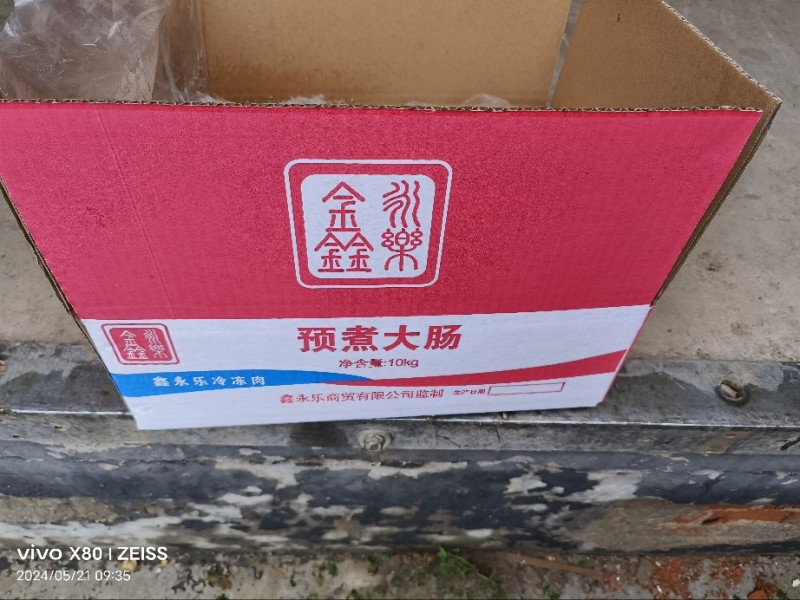 鑫永樂
鑫永樂
预煮大肠
净含量:10kg
鑫永乐冷冻肉
鑫永乐商贸有限公司监制 生产日期
vivo X80 | ZEISS
2024/05/21 09:35